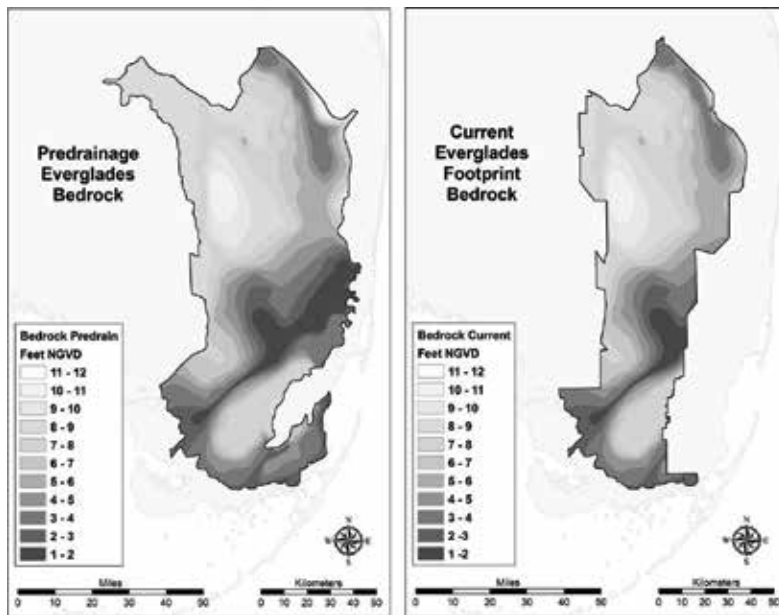 Predrainage
Everglades
Bedrock
Bedrock Predrain
Feet NGVD
11 - 12
10 - 11
9 - 10
8 - 9
7 - 8
6 - 7
5 - 6
4 - 5
3 - 4
2 - 3
1 - 2
N
W
E
S
Miles
0 10 20 30 40 50
Kilometers
0 10 20 30 40 50
Current
Everglades
Footprint
Bedrock
Bedrock Current
Feet NGVD
11 - 12
10 - 11
9 - 10
8 - 9
7 - 8
6 - 7
5 - 6
4 - 5
3 - 4
2 -3
1 -2
N
W
E
S
Miles
0 10 20 30 40 50
Kilometers
0 10 20 30 40 50